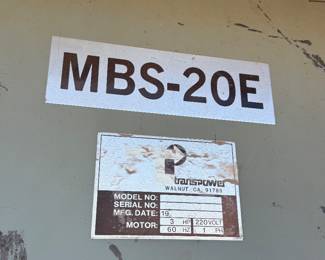 MBS-20E
P
transpower
WALNUT, CA. 91789
MODEL NO:
SERIAL NO:
MFG. DATE: 19
MOTOR: 3 HP 220 VOLT
60 HZ 1 PH